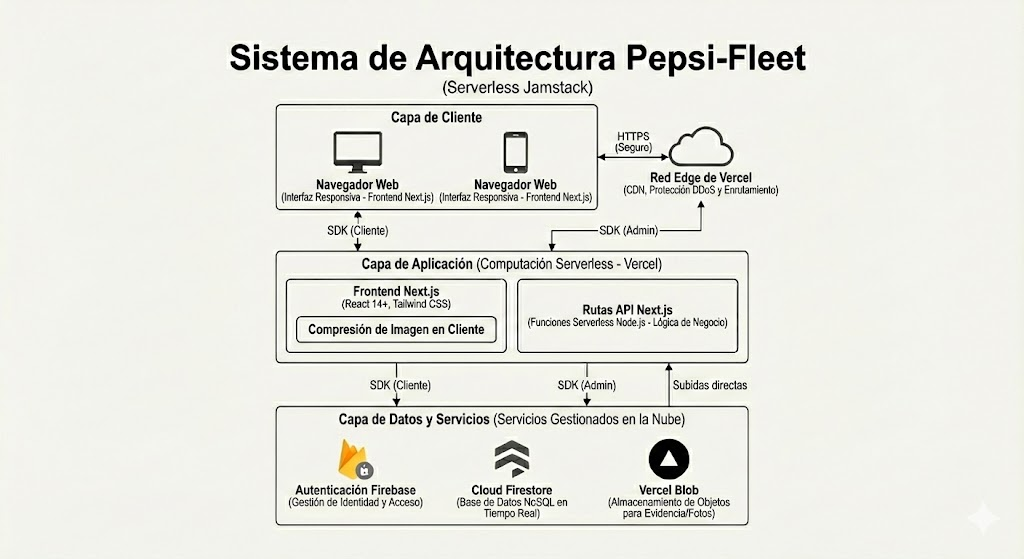 Sistema de Arquitectura Pepsi-Fleet
(Serverless Jamstack)
Capa de Cliente
Navegador Web
(Interfaz Responsiva - Frontend Next.js)
Navegador Web
(Interfaz Responsiva - Frontend Next.js)
HTTPS
(Seguro)
Red Edge de Vercel
(CDN, Protección DDoS y Enrutamiento)
SDK (Cliente)
SDK (Admin)
Capa de Aplicación (Computación Serverless - Vercel)
Frontend Next.js
(React 14+, Tailwind CSS)
Compresión de Imagen en Cliente
Rutas API Next.js
(Funciones Serverless Node.js - Lógica de Negocio)
SDK (Cliente)
SDK (Admin)
Subidas directas
Capa de Datos y Servicios (Servicios Gestionados en la Nube)
Autenticación Firebase
(Gestión de Identidad y Acceso)
Cloud Firestore
(Base de Datos NoSQL en
Tiempo Real)
Vercel Blob
(Almacenamiento de Objetos
para Evidencia/Fotos)